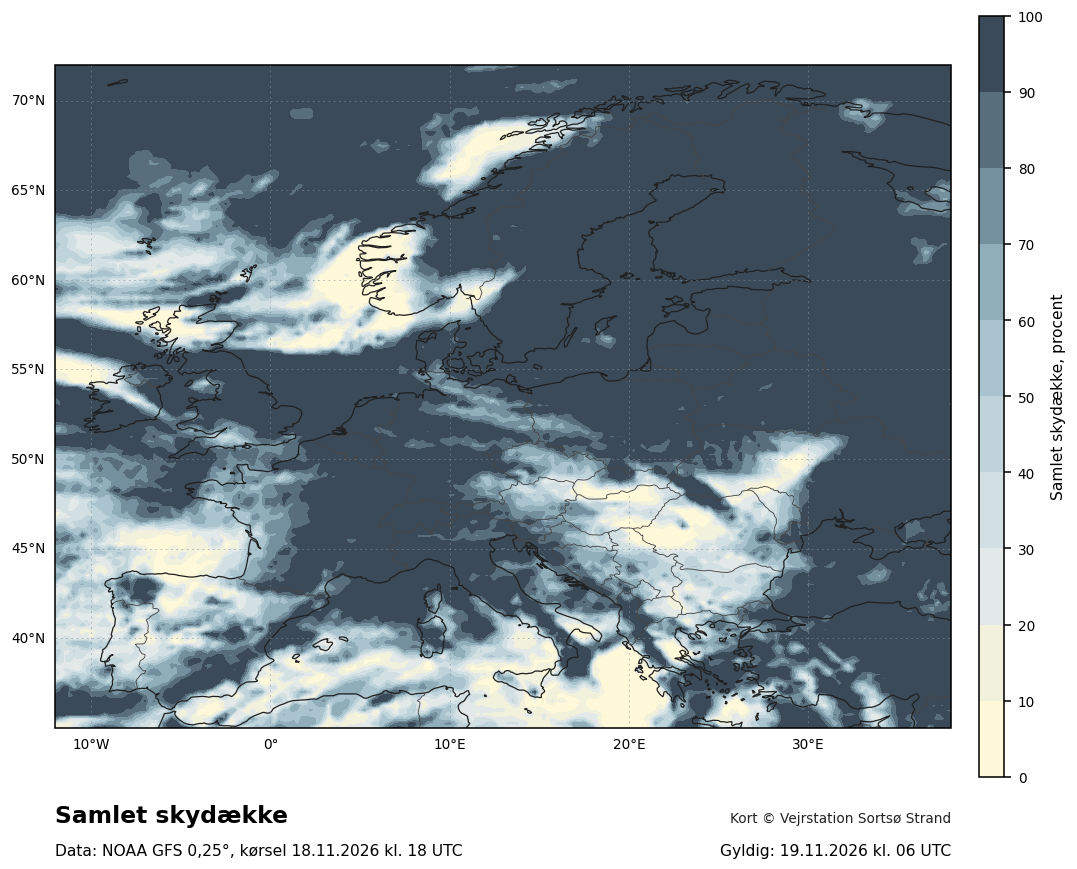 100
90
80
70
60
50
40
30
20
10
0
Samlet skydække, procent
70°N
65°N
60°N
55°N
50°N
45°N
40°N
10°W
0°
10°E
20°E
30°E
Samlet skydække
Kort © Vejrstation Sortsø Strand
Data: NOAA GFS 0,25°, kørsel 18.11.2026 kl. 18 UTC
Gyldig: 19.11.2026 kl. 06 UTC